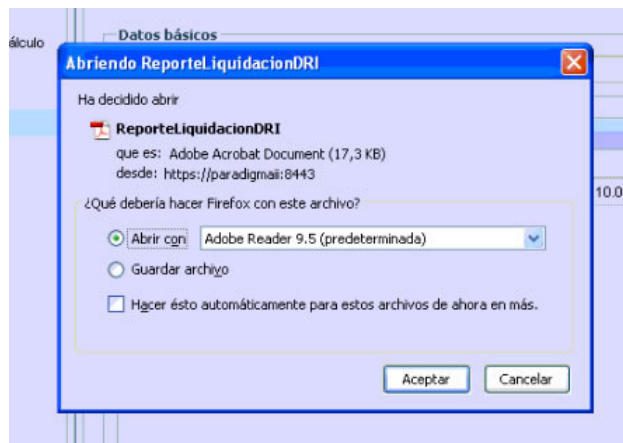 Datos básicos
álculo
Abriendo ReporteLiquidacionDRI
Ha decidido abrir
ReporteLiquidacionDRI
que es: Adobe Acrobat Document (17,3 KB)
desde: https://paradigmaii:8443
10.0
¿Qué debería hacer Firefox con este archivo?
Abrir con Adobe Reader 9.5 (predeterminada)
Guardar archivo
Hacer ésto automáticamente para estos archivos de ahora en más.
Aceptar Cancelar